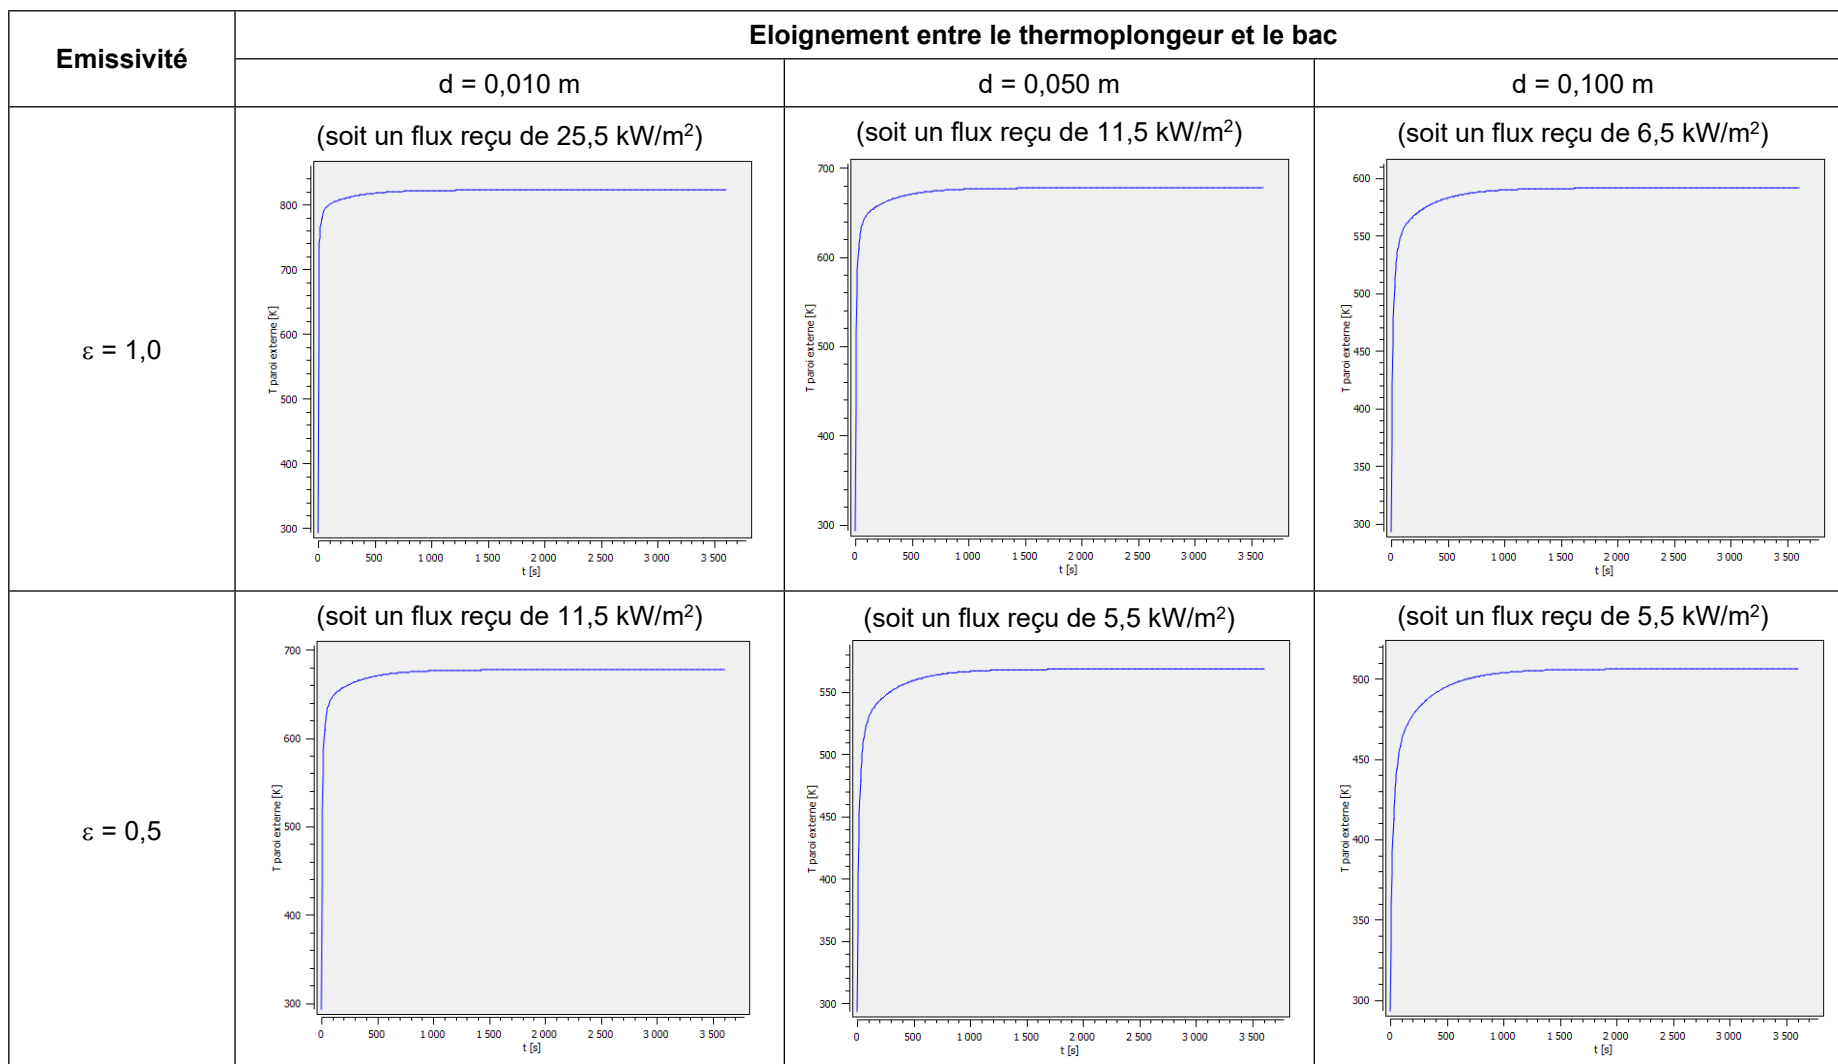 Emissivité
Eloignement entre le thermoplongeur et le bac
d = 0,010 m
d = 0,050 m
d = 0,100 m
ε = 1,0
(soit un flux reçu de 25,5 kW/m²)
800
700
600
500
400
300
T paroi externe [K]
0 500 1 000 1 500 2 000 2 500 3 000 3 500
t [s]
(soit un flux reçu de 11,5 kW/m²)
700
600
500
400
300
T paroi externe [K]
0 500 1 000 1 500 2 000 2 500 3 000 3 500
t [s]
(soit un flux reçu de 6,5 kW/m²)
600
550
500
450
400
350
300
T paroi externe [K]
0 500 1 000 1 500 2 000 2 500 3 000 3 500
t [s]
ε = 0,5
(soit un flux reçu de 11,5 kW/m²)
700
600
500
400
300
T paroi externe [K]
0 500 1 000 1 500 2 000 2 500 3 000 3 500
t [s]
(soit un flux reçu de 5,5 kW/m²)
550
500
450
400
350
300
T paroi externe [K]
0 500 1 000 1 500 2 000 2 500 3 000 3 500
t [s]
(soit un flux reçu de 5,5 kW/m²)
500
450
400
350
300
T paroi externe [K]
0 500 1 000 1 500 2 000 2 500 3 000 3 500
t [s]